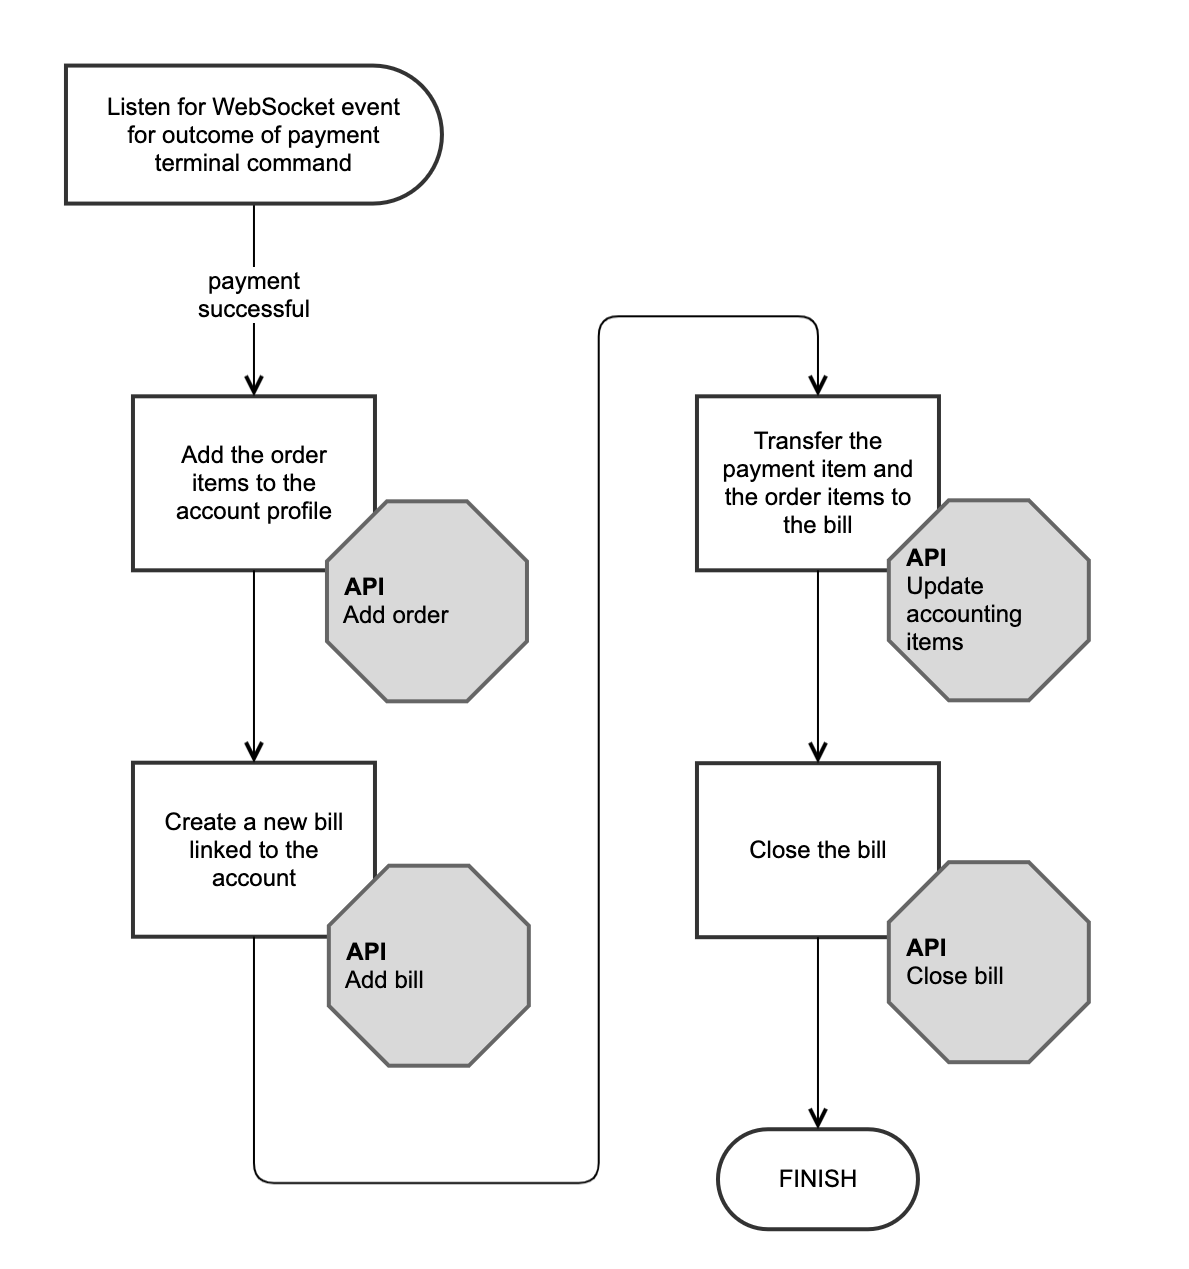 Listen for WebSocket event
for outcome of payment
terminal command
payment
successful
Add the order
items to the
account profile
API
Add order
Create a new bill
linked to the
account
API
Add bill
Transfer the
payment item and
the order items to
the bill
API
Update
accounting
items
Close the bill
API
Close bill
FINISH